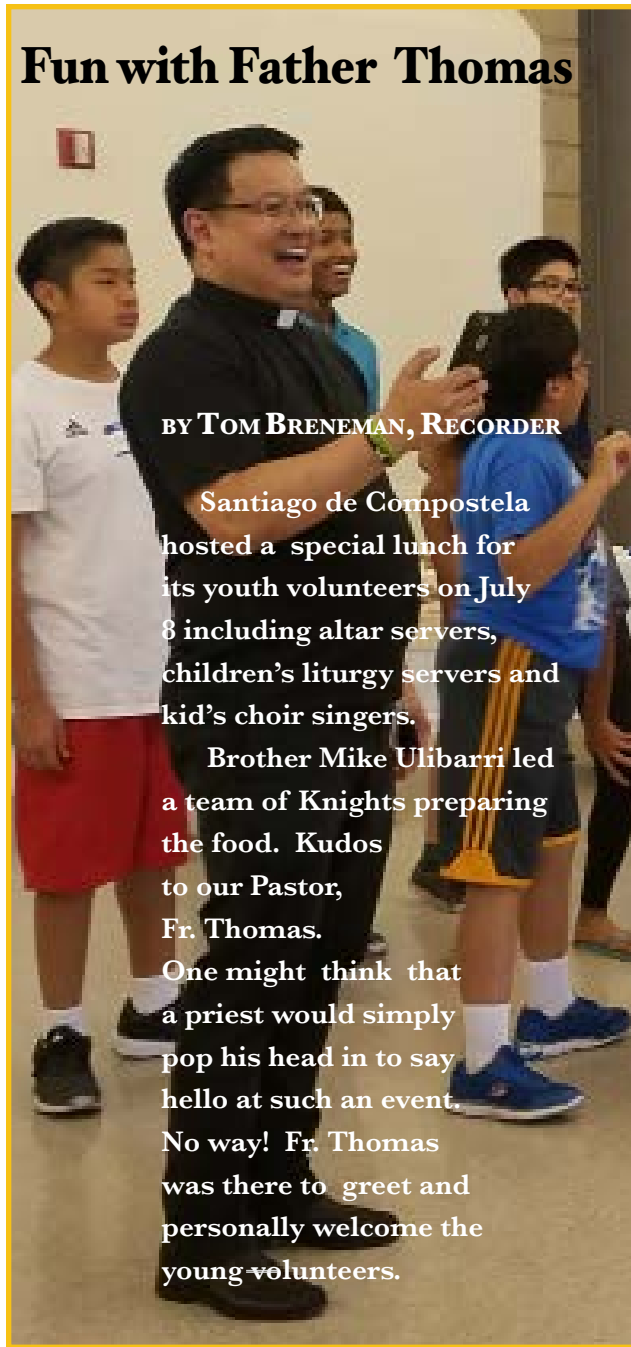 Fun with Father Thomas
BY TOM BRENEMAN, RECORDER
Santiago de Compostela
hosted a special lunch for
its youth volunteers on July
8 including altar servers,
children's liturgy servers and
kid's choir singers.
Brother Mike Ulibarri led
a team of Knights preparing
the food. Kudos
to our Pastor,
Fr. Thomas.
One might think that
a priest would simply
pop his head in to say
hello at such an event.
No way! Fr. Thomas
was there to greet and
personally welcome the
young volunteers.